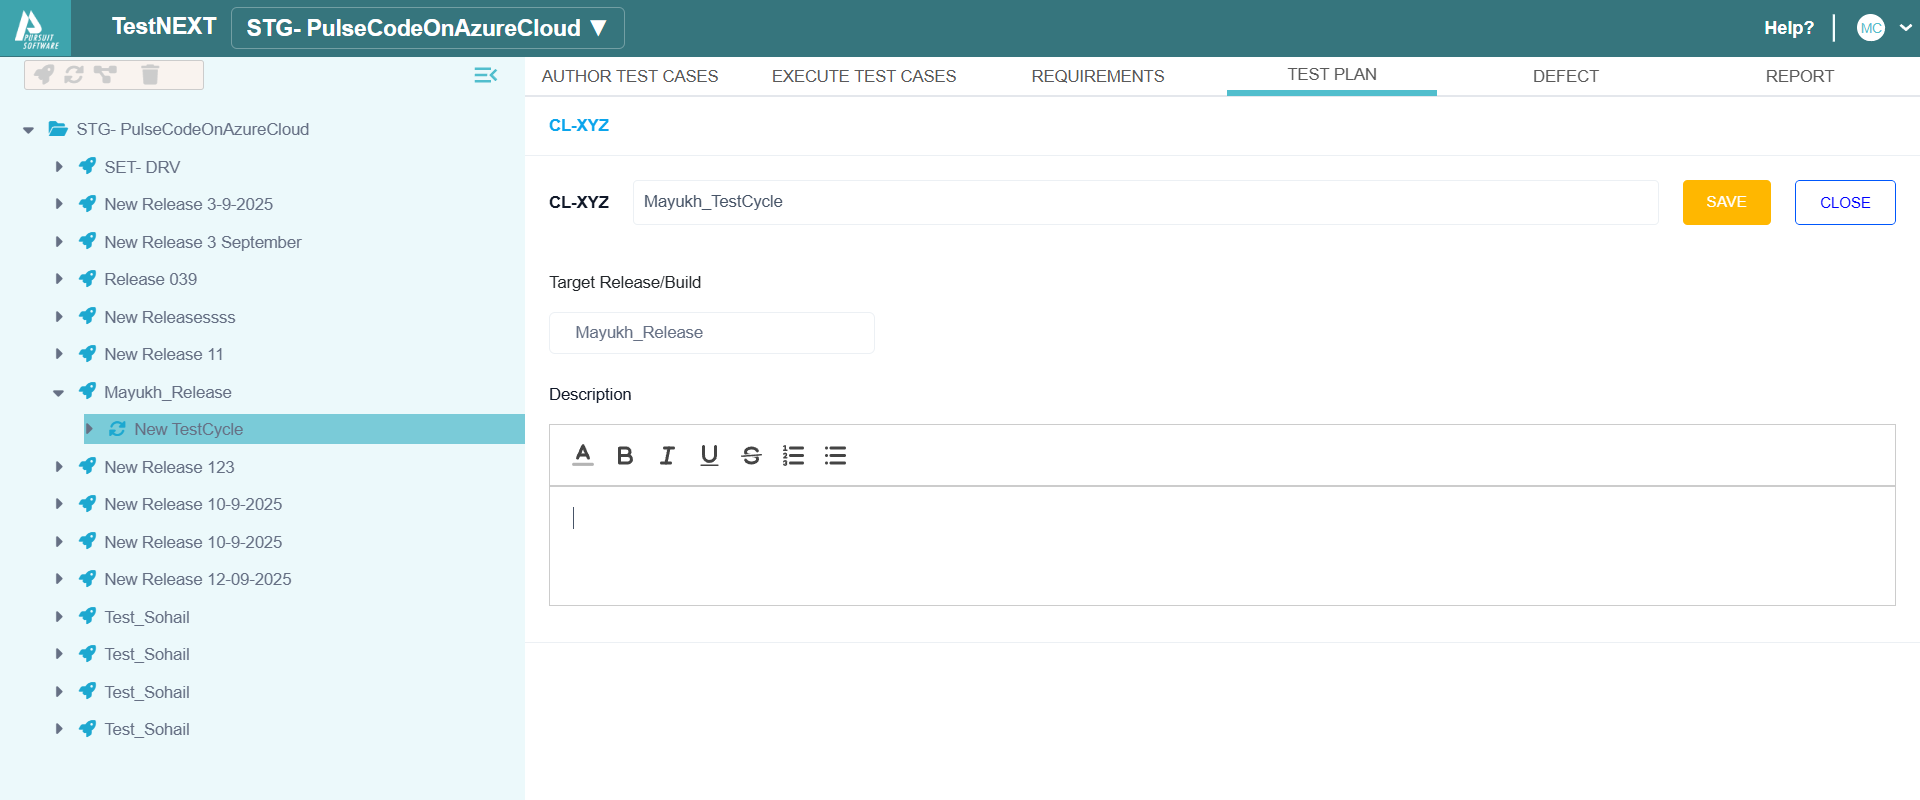 PURSUIT
SOFTWARE
TestNEXT
STG- PulseCodeOnAzureCloud ▼
Help?
MC
AUTHOR TEST CASES
EXECUTE TEST CASES
REQUIREMENTS
TEST PLAN
DEFECT
REPORT
STG- PulseCodeOnAzureCloud
SET- DRV
New Release 3-9-2025
New Release 3 September
Release 039
New Releasessss
New Release 11
Mayukh_Release
New TestCycle
New Release 123
New Release 10-9-2025
New Release 10-9-2025
New Release 12-09-2025
Test_Sohail
Test_Sohail
Test_Sohail
Test_Sohail
CL-XYZ
CL-XYZ
Mayukh_TestCycle
SAVE
CLOSE
Target Release/Build
Mayukh_Release
Description